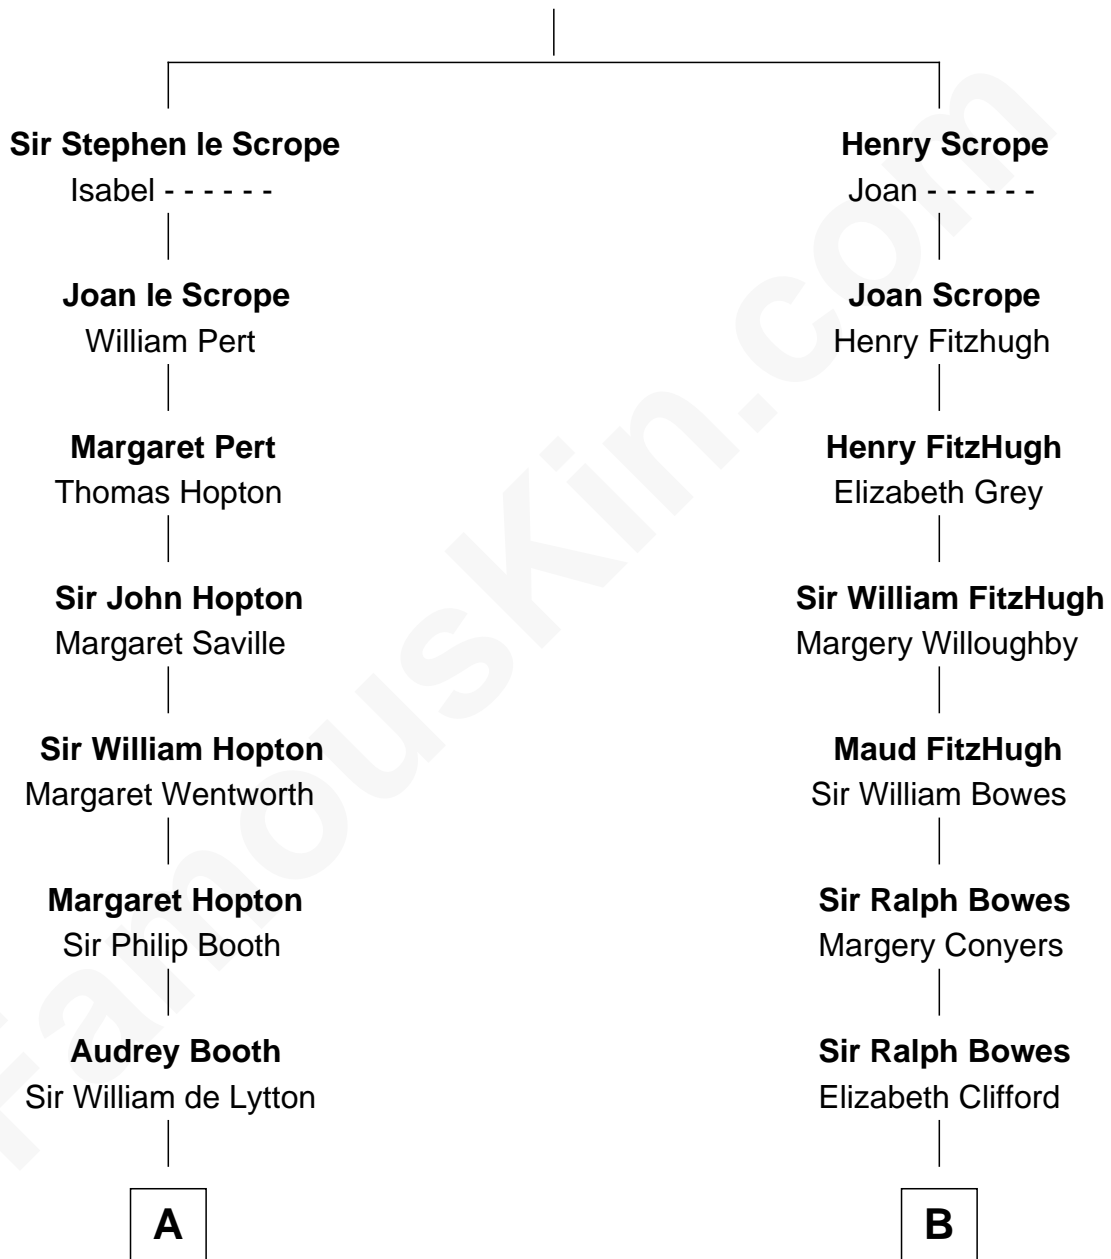 Sir Stephen le Scrope
Isabel - - - - - -
Joan le Scrope
William Pert
Margaret Pert
Thomas Hopton
Sir John Hopton
Margaret Saville
Sir William Hopton
Margaret Wentworth
Margaret Hopton
Sir Philip Booth
Audrey Booth
Sir William de Lytton
A
Henry Scrope
Joan - - - - - -
Joan Scrope
Henry Fitzhugh
Henry FitzHugh
Elizabeth Grey
Sir William FitzHugh
Margery Willoughby
Maud FitzHugh
Sir William Bowes
Sir Ralph Bowes
Margery Conyers
Sir Ralph Bowes
Elizabeth Clifford
B
FamousKin.com